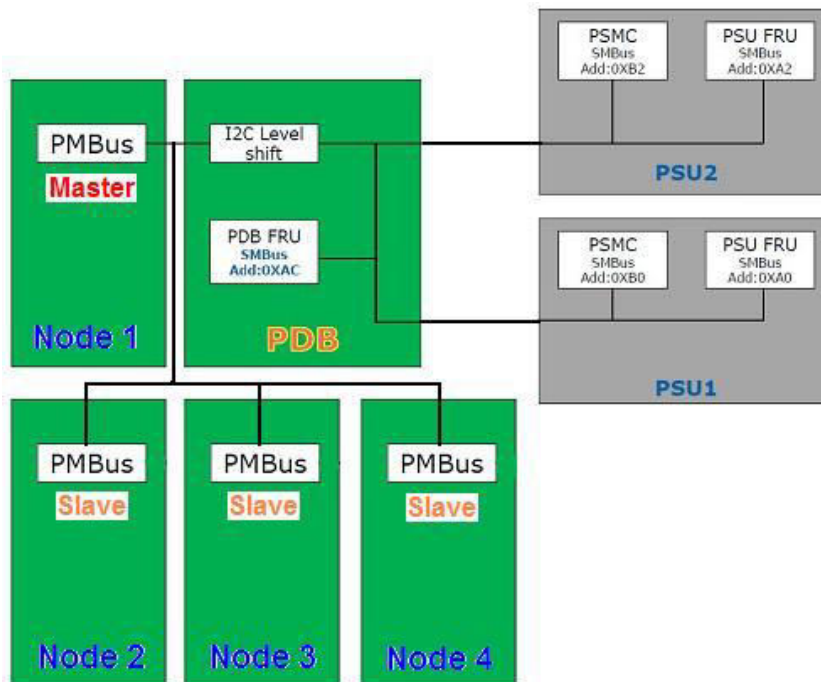 PSMC
SMBus
Add:0XB2
PSU FRU
SMBus
Add:0XA2
PSU2
PMBus
Master
Node 1
I2C Level
shift
PDB FRU
SMBus
Add:0XAC
PDB
PSMC
SMBus
Add:0XB0
PSU FRU
SMBus
Add:0XA0
PSU1
PMBus
Slave
Node 2
PMBus
Slave
Node 3
PMBus
Slave
Node 4